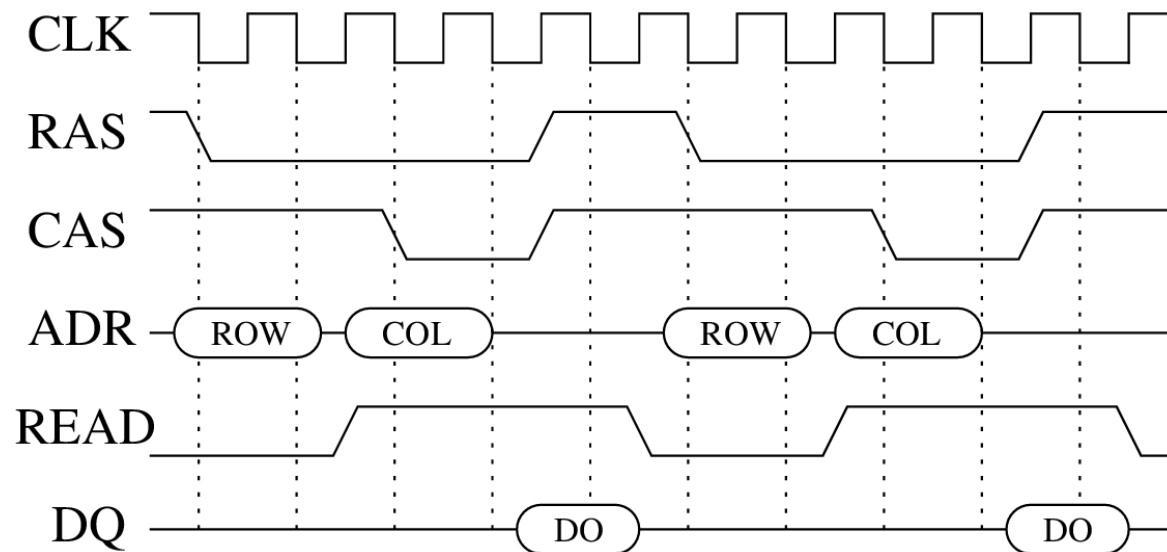 CLK
RAS
CAS
ADR ROW COL ROW COL
READ
DQ DO DO